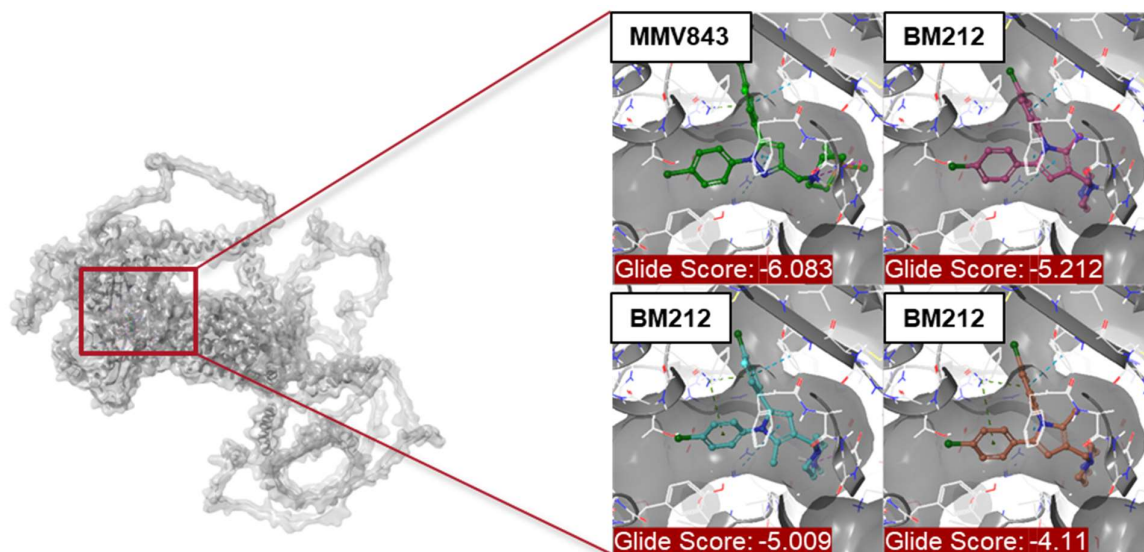 MMV843
BM212
Glide Score: -6.083
Glide Score: -5.212
BM212
BM212
Glide Score: -5.009
Glide Score: -4.11